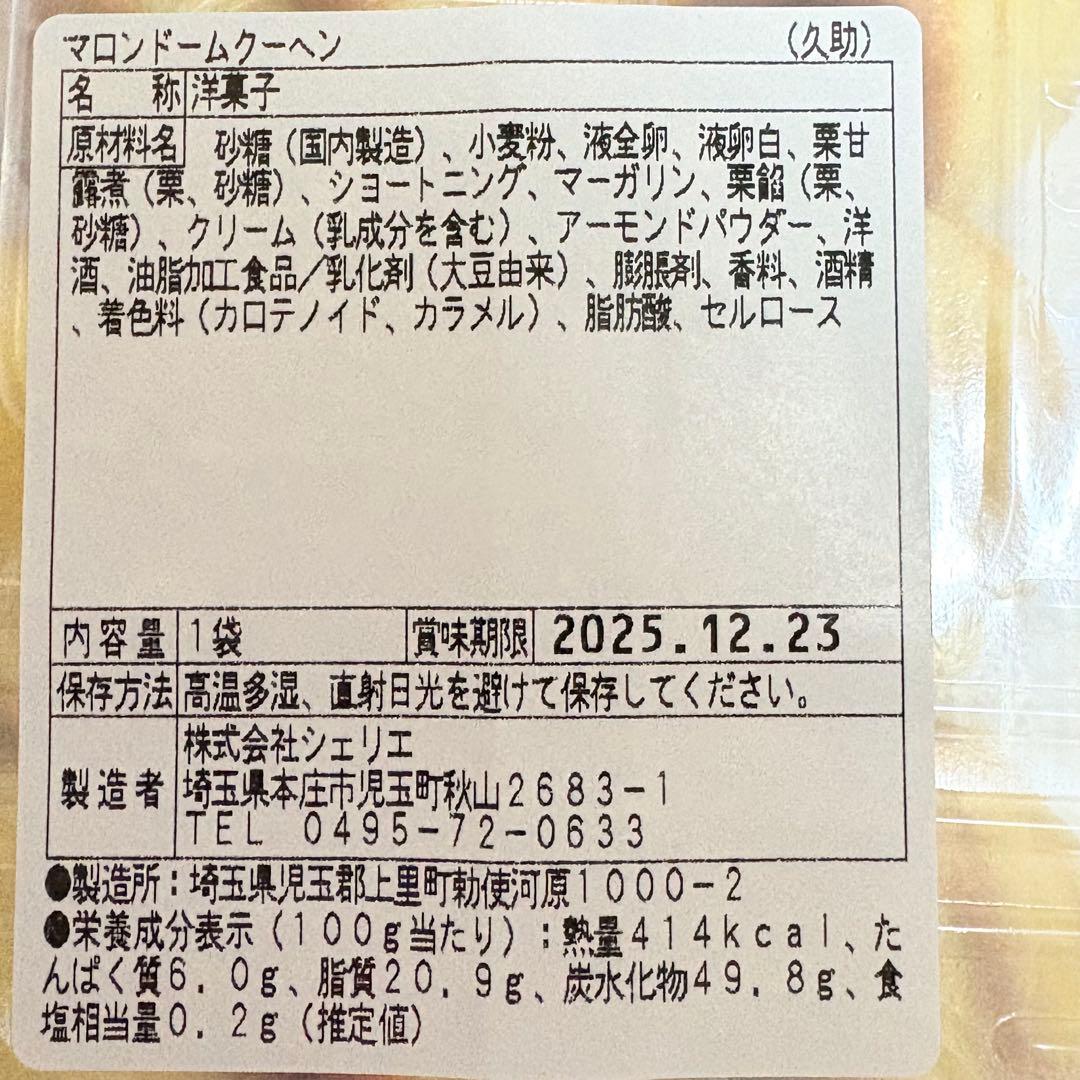 マロンドームクーヘン （久助）
名称 洋菓子
原材料名 砂糖（国内製造）、小麦粉、液全卵、液卵白、栗甘
露煮（栗、砂糖）、ショートニング、マーガリン、栗餡（栗、
砂糖）、クリーム（乳成分を含む）、アーモンドパウダー、洋
酒、油脂加工食品／乳化剤（大豆由来）、膨脹剤、香料、酒精
、着色料（カロテノイド、カラメル）、脂肪酸、セルロース
内容量 １袋 賞味期限 2025.12.23
保存方法 高温多湿、直射日光を避けて保存してください。
株式会社シェリエ
製造者 埼玉県本庄市児玉町秋山２６８３－１
ＴＥＬ ０４９５－７２－０６３３
●製造所：埼玉県児玉郡上里町勅使河原１０００－２
●栄養成分表示（１００ｇ当たり）：熱量４１４ｋｃａｌ、た
んぱく質６．０ｇ、脂質２０．９ｇ、炭水化物４９．８ｇ、食
塩相当量０．２ｇ（推定値）